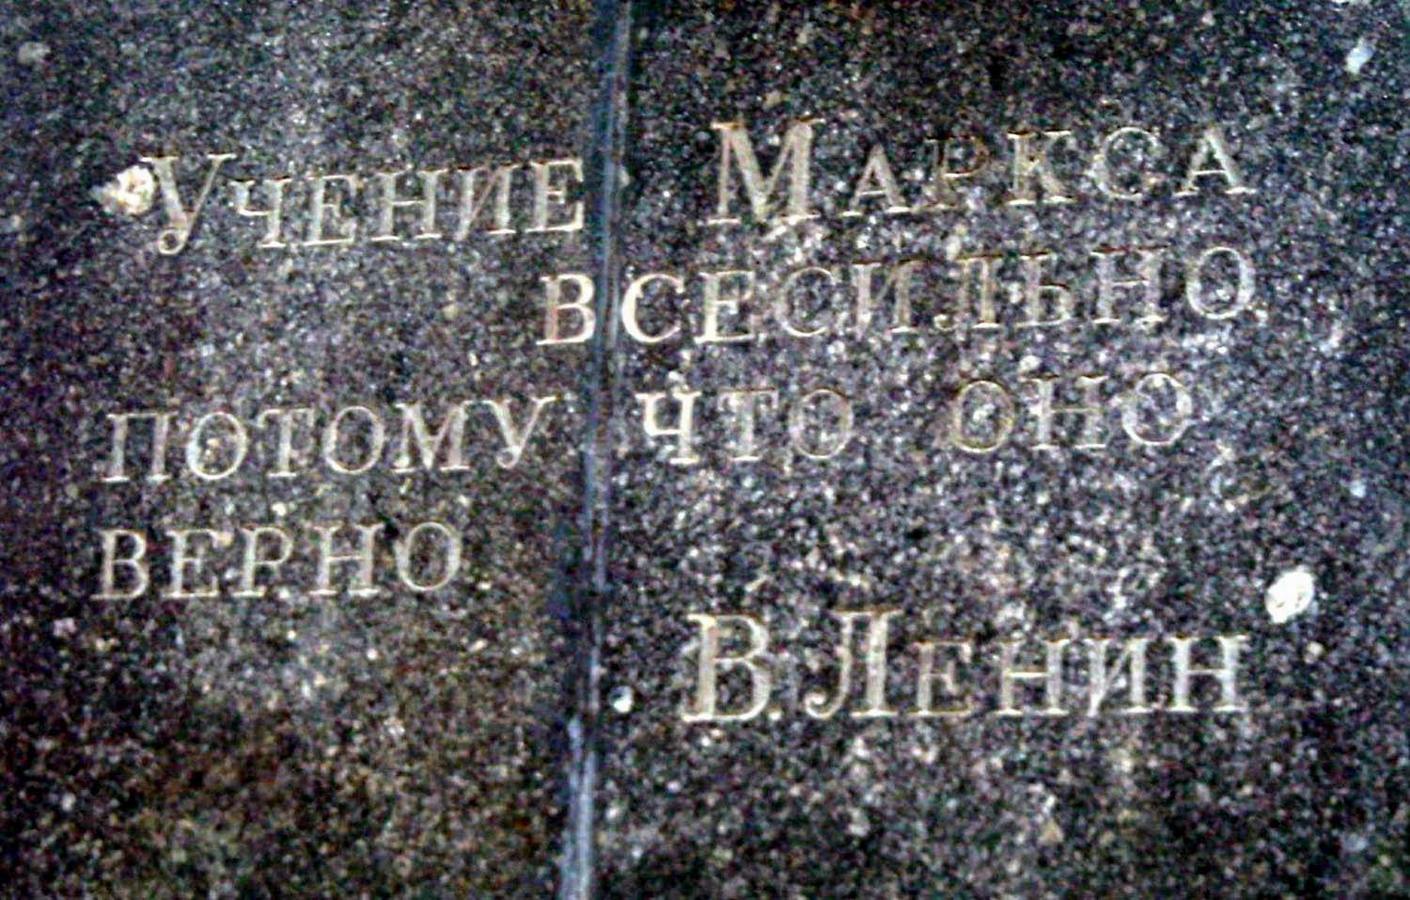 Учение Маркса
всесильно
потому что оно
верно
В. Ленин